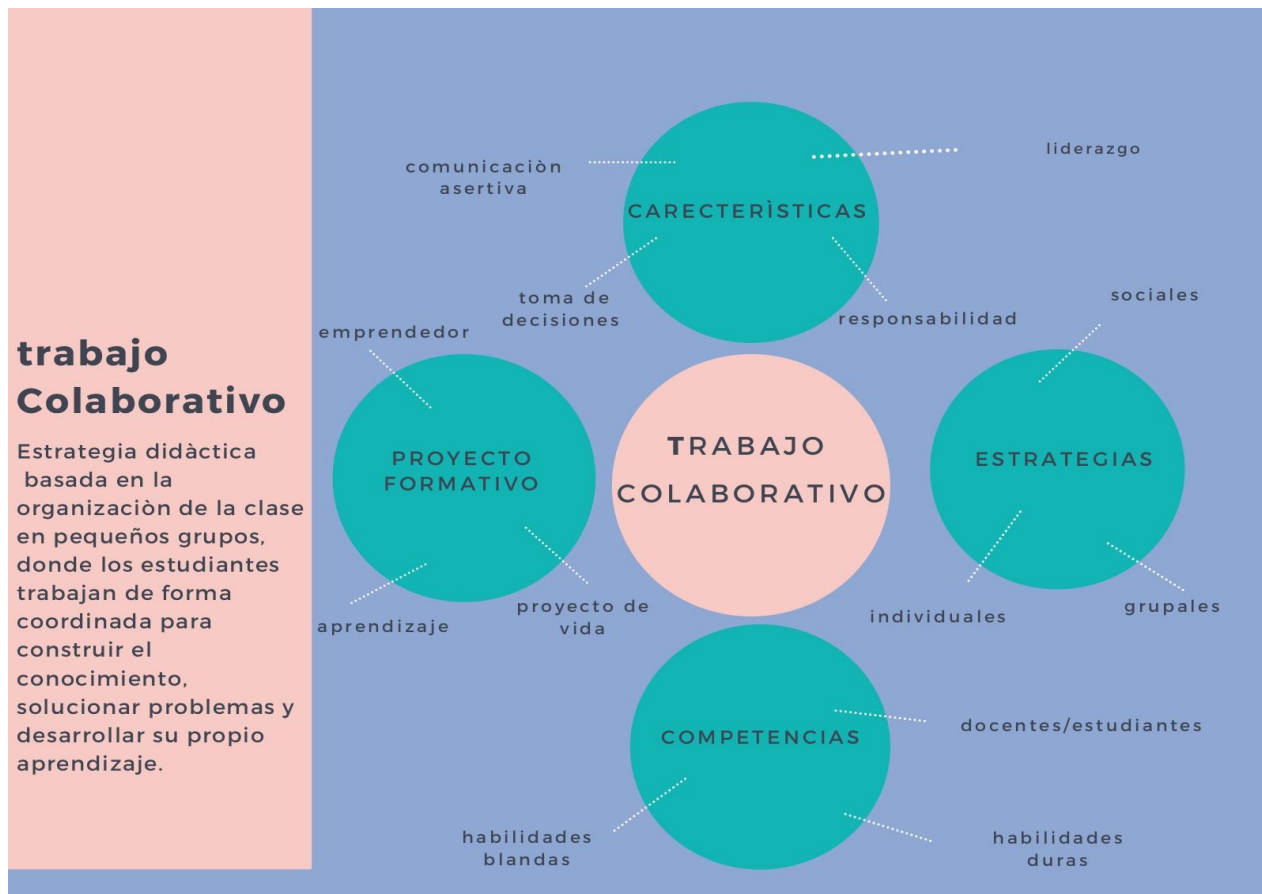 trabajo
Colaborativo
Estrategia didàctica
basada en la
organizaciòn de la clase
en pequeños grupos,
donde los estudiantes
trabajan de forma
coordinada para
construir el
conocimiento,
solucionar problemas y
desarrollar su propio
aprendizaje.
comunicaciòn
asertiva
liderazgo
CARECTERÌSTICAS
toma de
decisiones
responsabilidad
emprendedor
PROYECTO
FORMATIVO
aprendizaje
proyecto de
vida
TRABAJO
COLABORATIVO
sociales
ESTRATEGIAS
individuales
grupales
COMPETENCIAS
docentes/estudiantes
habilidades
blandas
habilidades
duras